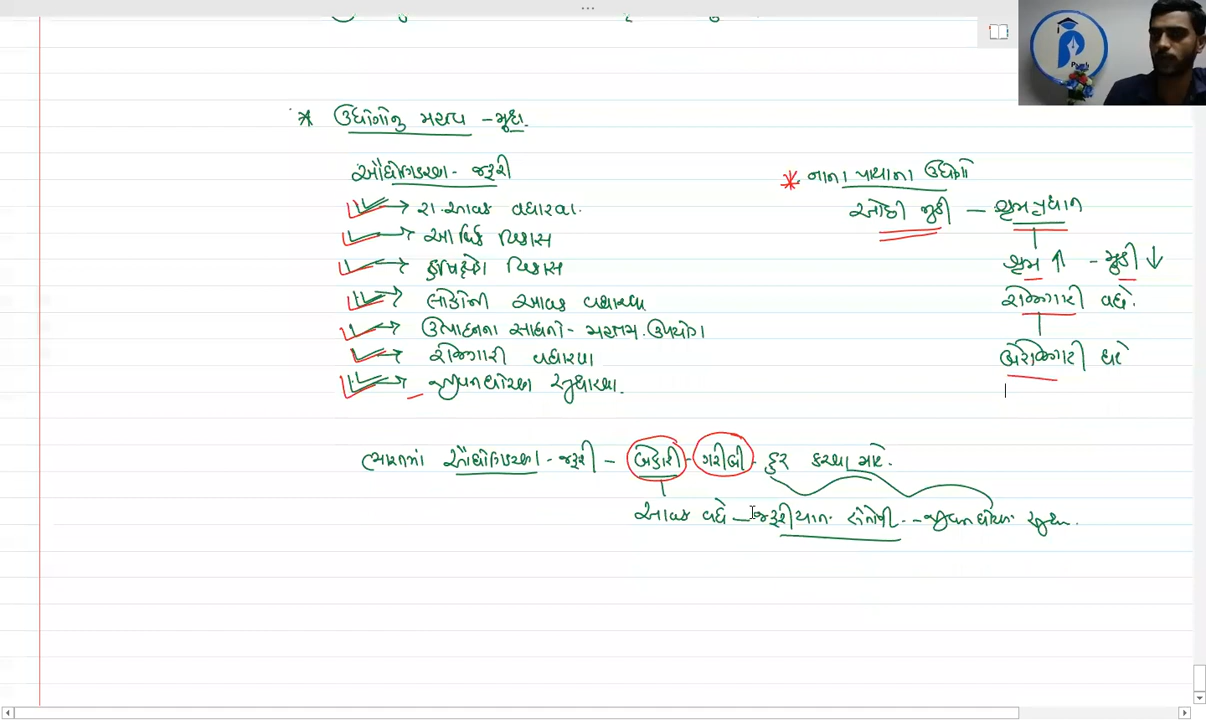 * ઉદ્યોગોનુ મહત્વ - મુદ્દા.
ઔદ્યોગિકરણ - જરૂરી
→ રા. આવક વધારવા.
→ આર્થિક વિકાસ
→ કૃષિક્ષેત્રે વિકાસ
→ લોકોની આવક વધારવા
→ ઉત્પાદનના સાધનો - મહત્તમ. ઉપયોગ
→ રોજગારી વધારવા
→ જીવનધોરણ સુધારવા.
* નાના પાયાના ઉદ્યોગો
ઓછી મુડી - શ્રમપ્રધાન
શ્રમ ↑ - મુડી ↓
રોજગારી વધે.
બેરોજગારી ઘટે
ભારતમાં ઔદ્યોગિકરણ - જરૂરી - બેકારી - ગરીબી - દુર કરવા માટે.
આવક વધે - જરૂરીયાત સંતોષી - જીવનધોરણ સુધરે.